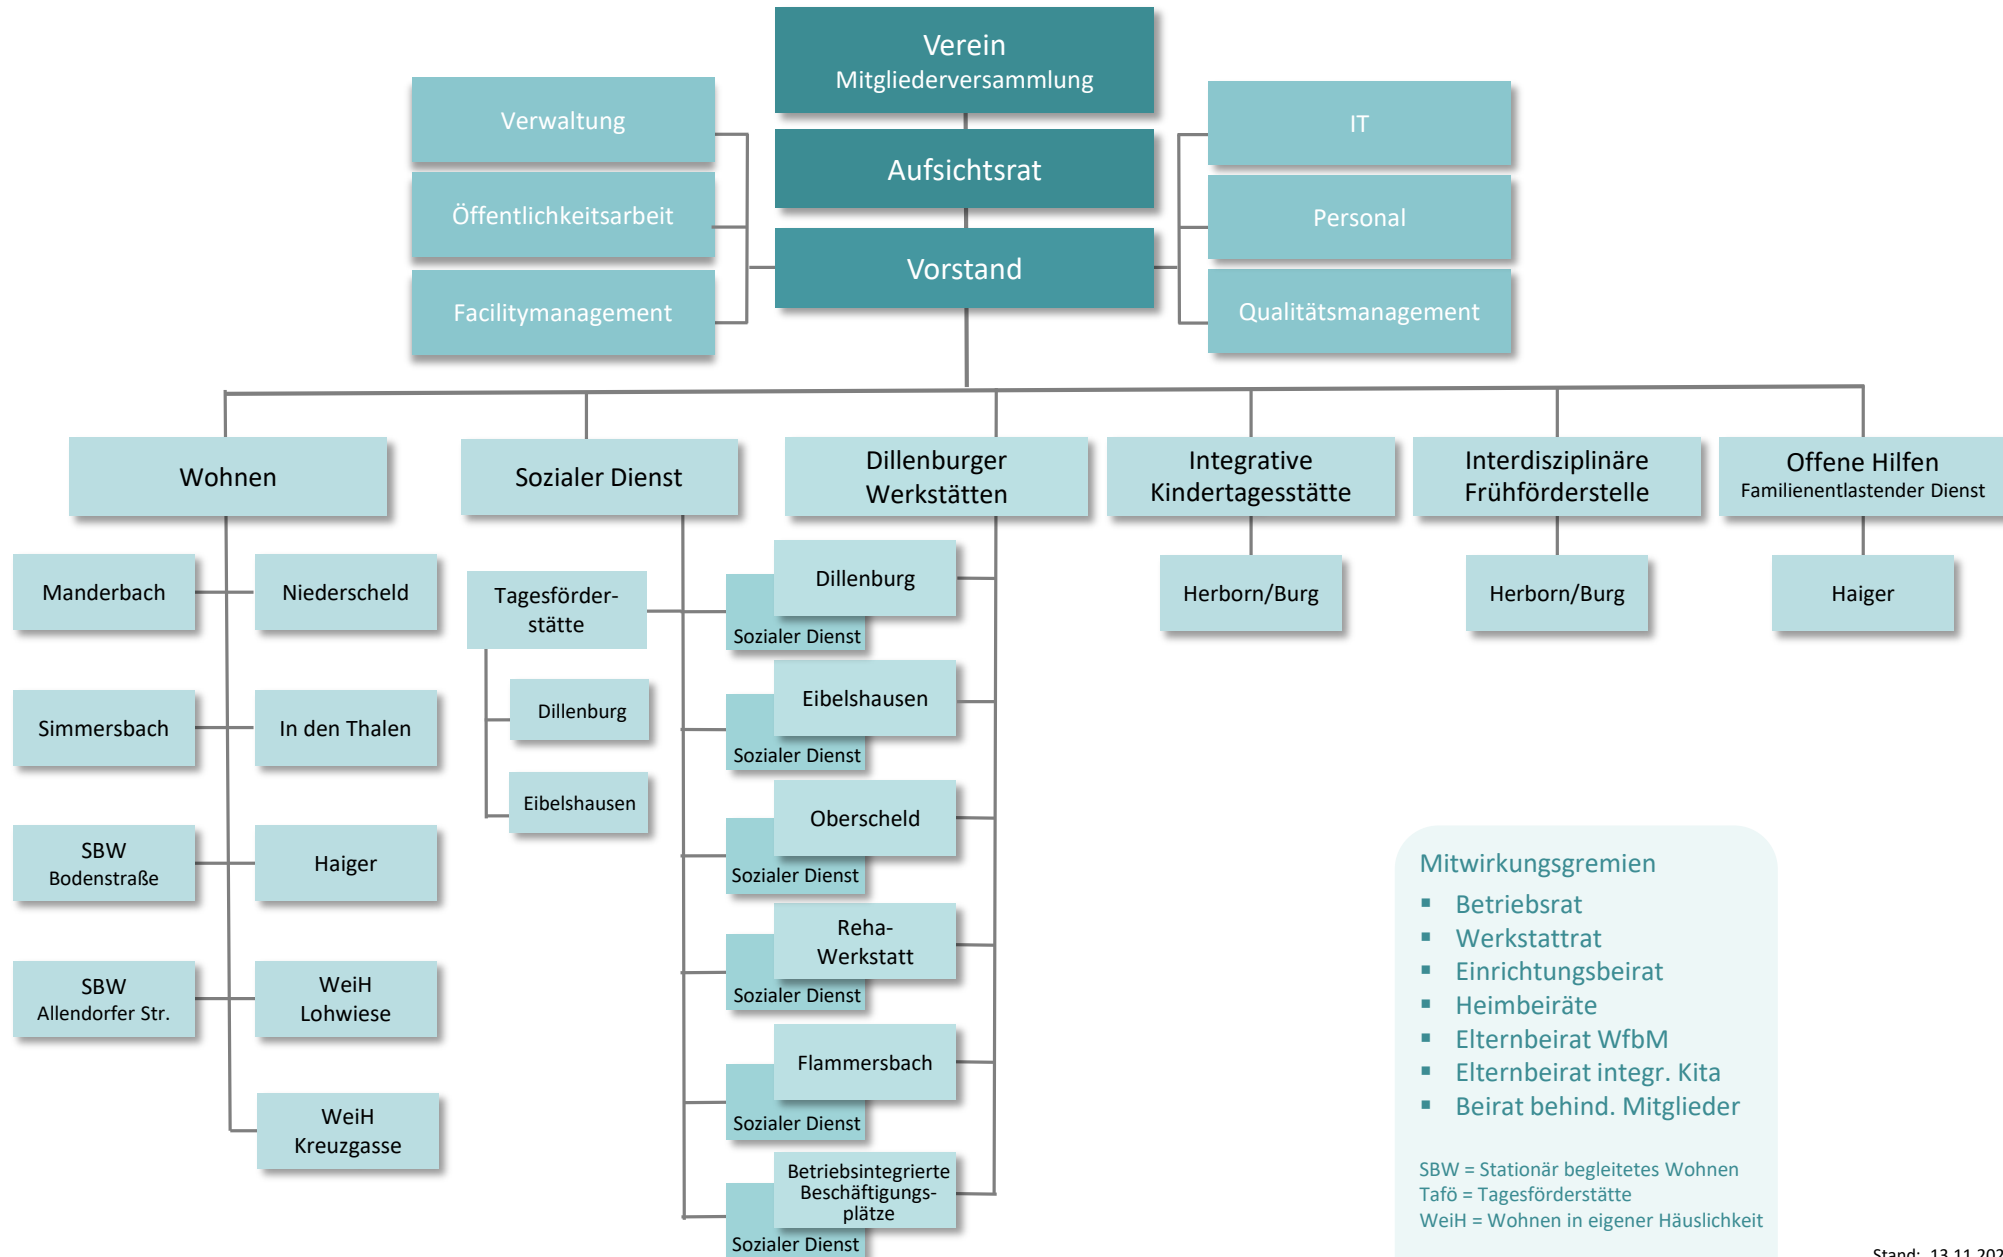 Verein
Mitgliederversammlung
Verwaltung
IT
Aufsichtsrat
Öffentlichkeitsarbeit
Personal
Vorstand
Facilitymanagement
Qualitätsmanagement
Wohnen
Sozialer Dienst
Dillenburger
Werkstätten
Integrative
Kindertagesstätte
Interdisziplinäre
Frühförderstelle
Offene Hilfen
Familienentlastender Dienst
Manderbach
Niederscheld
Simmersbach
In den Thalen
SBW
Bodenstraße
Haiger
SBW
Allendorfer Str.
WeiH
Lohwiese
WeiH
Kreuzgasse
Tagesförder-
stätte
Dillenburg
Eibelshausen
Dillenburg
Sozialer Dienst
Eibelshausen
Sozialer Dienst
Oberscheld
Sozialer Dienst
Reha-
Werkstatt
Sozialer Dienst
Flammersbach
Sozialer Dienst
Betriebsintegrierte
Beschäftigungs-
plätze
Sozialer Dienst
Herborn/Burg
Herborn/Burg
Haiger
Mitwirkungsgremien
▪ Betriebsrat
▪ Werkstattrat
▪ Einrichtungsbeirat
▪ Heimbeiräte
▪ Elternbeirat WfbM
▪ Elternbeirat integr. Kita
▪ Beirat behind. Mitglieder
SBW = Stationär begleitetes Wohnen
Tafö = Tagesförderstätte
WeiH = Wohnen in eigener Häuslichkeit
Stand: 13.11.202